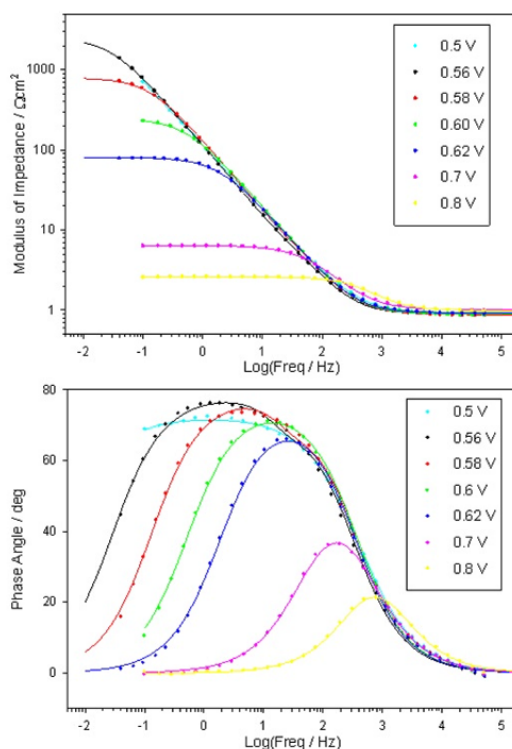 Modulus of Impedance / Ωcm²
1000
100
10
1
-2 -1 0 1 2 3 4 5
Log(Freq / Hz)
0.5 V
0.56 V
0.58 V
0.60 V
0.62 V
0.7 V
0.8 V
Phase Angle / deg
80
60
40
20
0
-2 -1 0 1 2 3 4 5
Log(Freq / Hz)
0.5 V
0.56 V
0.58 V
0.6 V
0.62 V
0.7 V
0.8 V